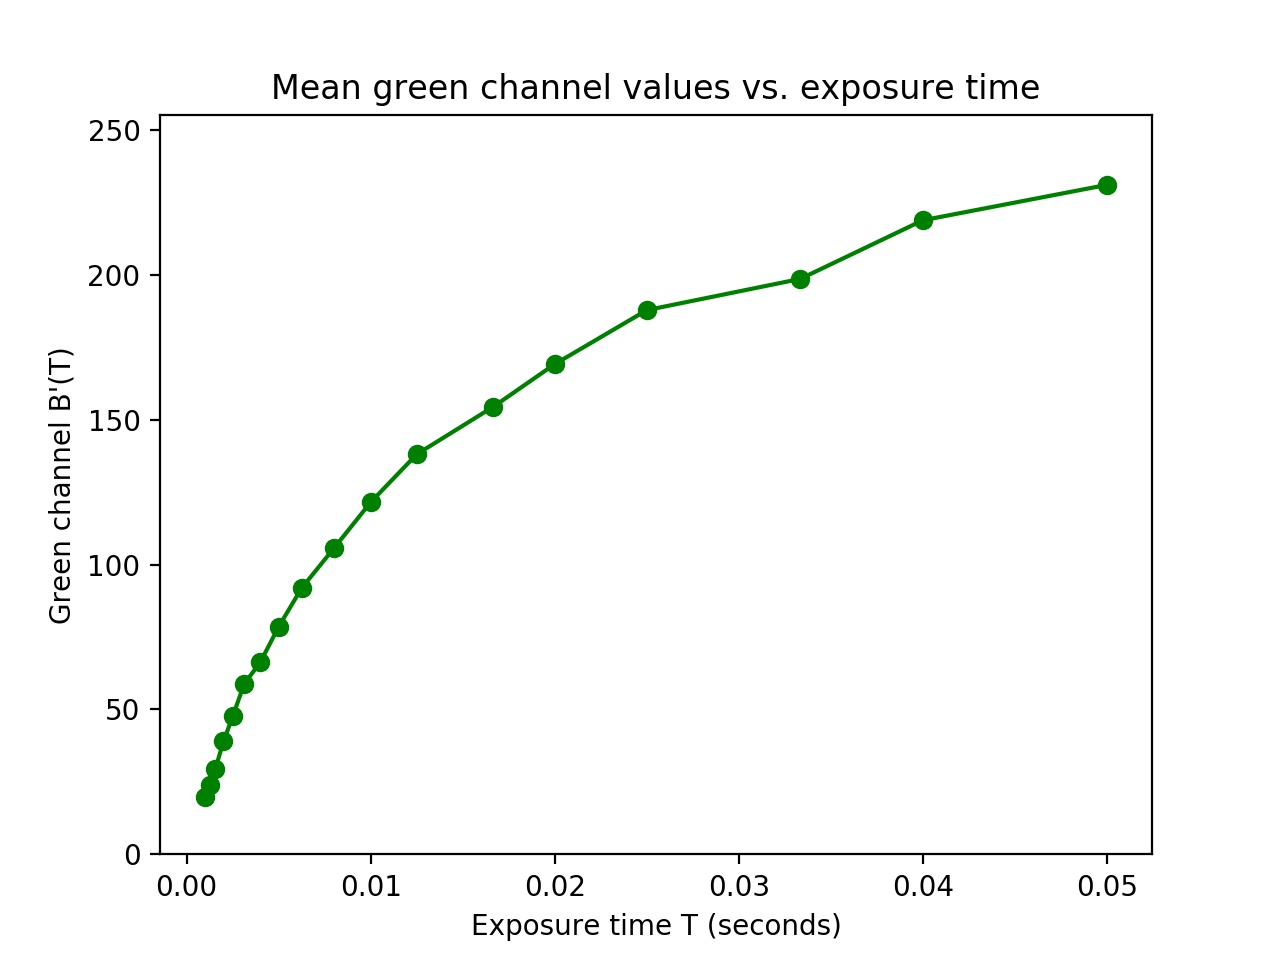 Mean green channel values vs. exposure time
250
200
150
100
50
0
Green channel B'(T)
0.00 0.01 0.02 0.03 0.04 0.05
Exposure time T (seconds)